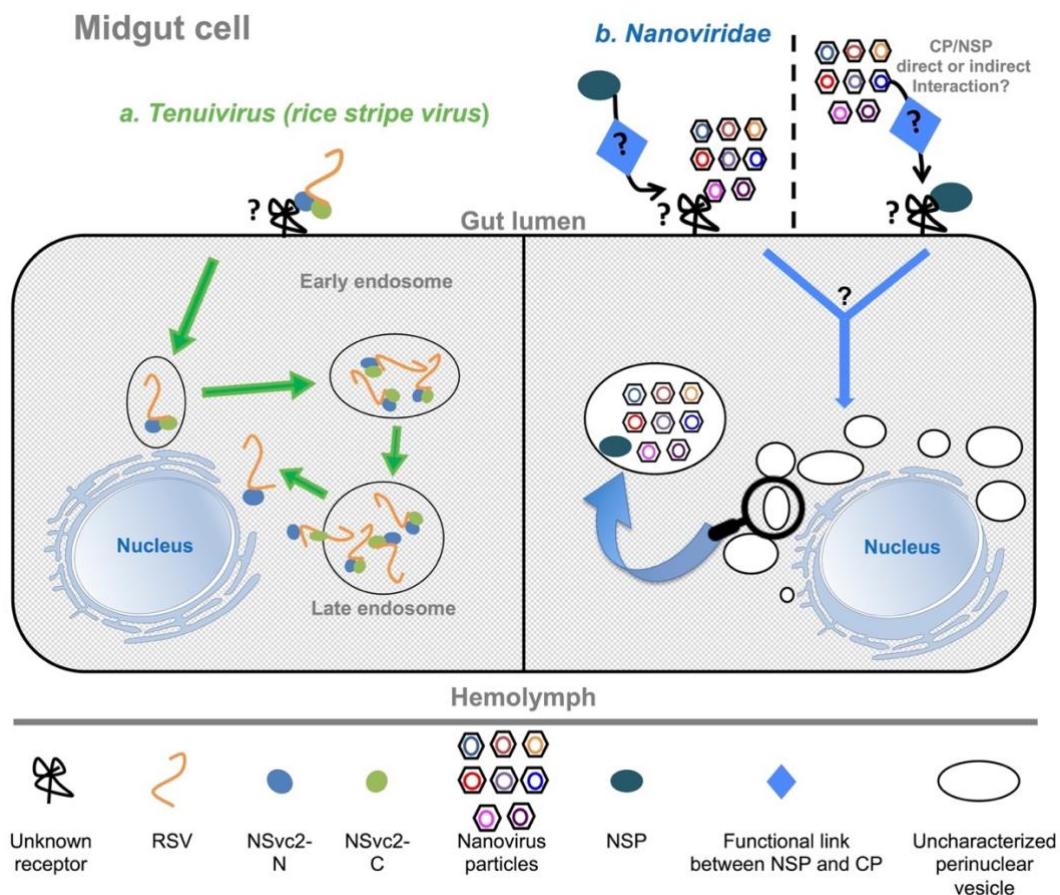 Midgut cell
a. Tenuivirus (rice stripe virus)
b. Nanoviridae
CP/NSP
direct or indirect
Interaction?
?
?
?
?
?
Gut lumen
Early endosome
?
Nucleus
Late endosome
Nucleus
Hemolymph
Unknown
receptor
RSV
NSvc2-
N
NSvc2-
C
Nanovirus
particles
NSP
Functional link
between NSP and CP
Uncharacterized
perinuclear
vesicle